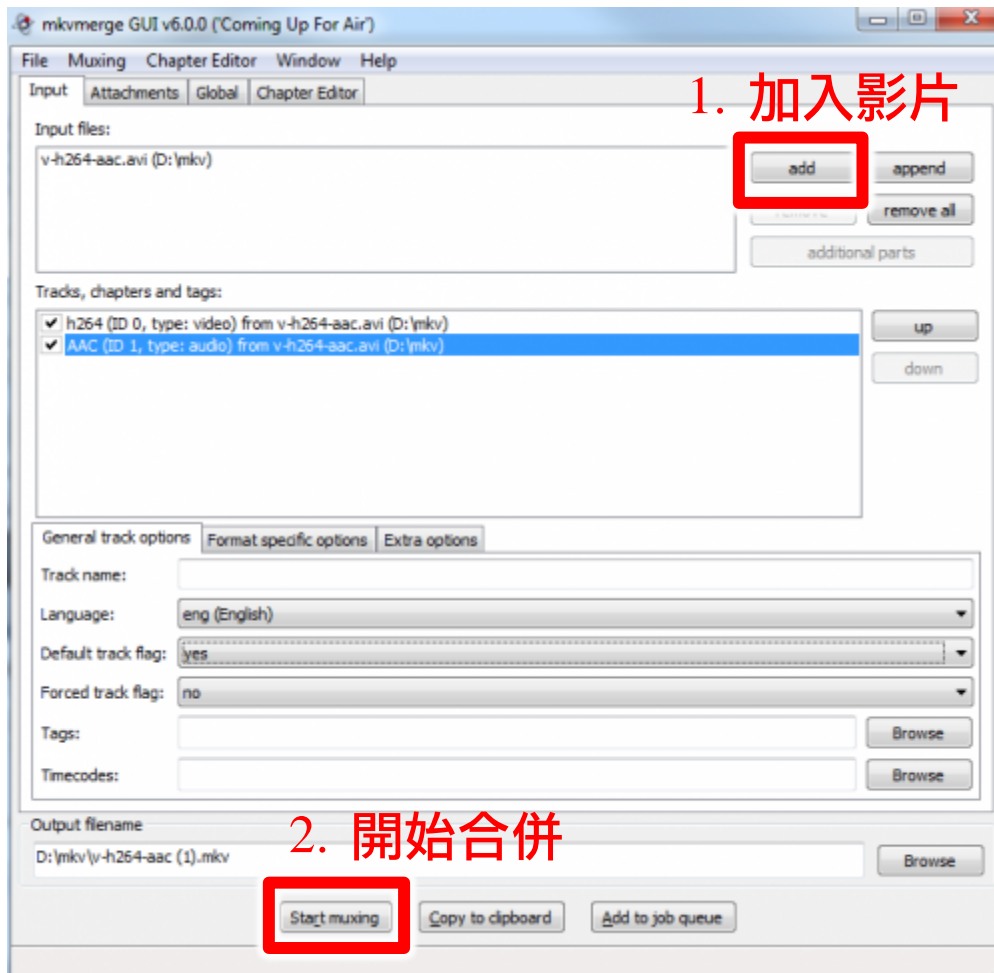 mkvmerge GUI v6.0.0 ('Coming Up For Air')
File Muxing Chapter Editor Window Help
Input Attachments Global Chapter Editor
1. 加入影片
Input files:
v-h264-aac.avi (D:\mkv)
add append
remove remove all
additional parts
Tracks, chapters and tags:
h264 (ID 0, type: video) from v-h264-aac.avi (D:\mkv)
AAC (ID 1, type: audio) from v-h264-aac.avi (D:\mkv)
up
down
General track options Format specific options Extra options
Track name:
Language: eng (English)
Default track flag: yes
Forced track flag: no
Tags: Browse
Timecodes: Browse
Output filename
2. 開始合併
D:\mkv\v-h264-aac (1).mkv Browse
Start muxing Copy to clipboard Add to job queue